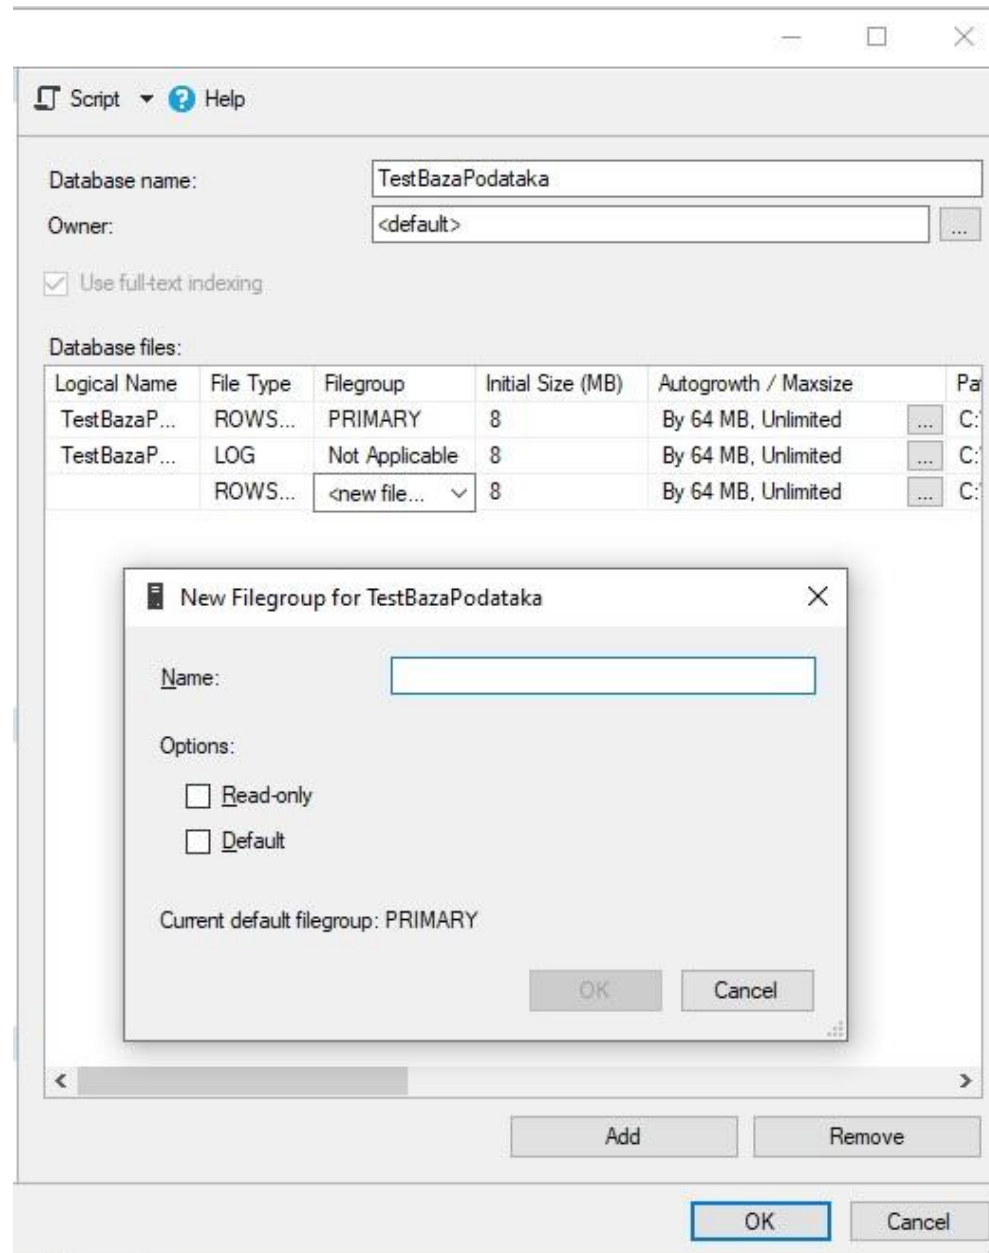 Script Help
Database name: TestBazaPodataka
Owner: <default> ...
Use full-text indexing
Database files:
Logical Name File Type Filegroup Initial Size (MB) Autogrowth / Maxsize Pa
TestBazaP... ROWS... PRIMARY 8 By 64 MB, Unlimited ... C:
TestBazaP... LOG Not Applicable 8 By 64 MB, Unlimited ... C:
ROWS... <new file... 8 By 64 MB, Unlimited ... C:
New Filegroup for TestBazaPodataka
Name:
Options:
Read-only
Default
Current default filegroup: PRIMARY
OK Cancel
Add Remove
OK Cancel